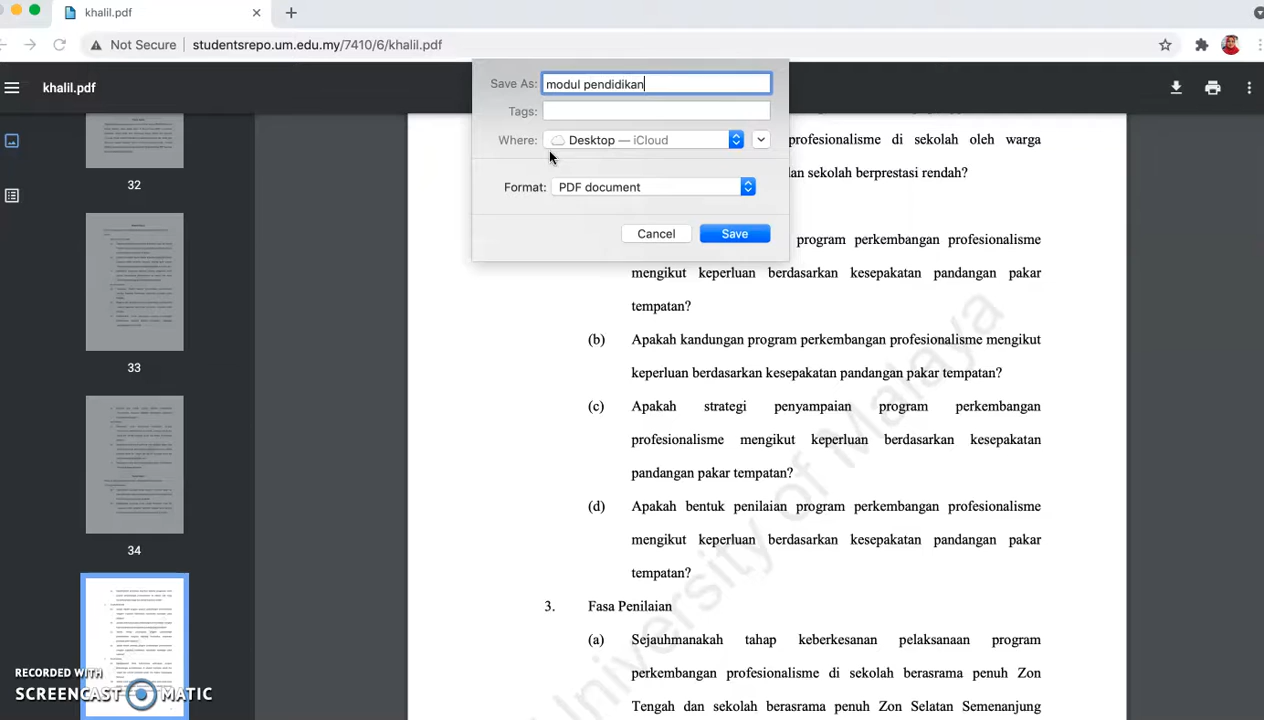 khalil.pdf
Not Secure
studentsrepo.um.edu.my/7410/6/khalil.pdf
khalil.pdf
Save As: modul pendidikan
Tags:
Where: Desktop — iCloud
Format: PDF document
Cancel
Save
32
33
34
profesionalisme di sekolah oleh warga
sekolah berprestasi rendah?
program perkembangan profesionalisme
mengikut keperluan berdasarkan kesepakatan pandangan pakar
tempatan?
(b) Apakah kandungan program perkembangan profesionalisme mengikut
keperluan berdasarkan kesepakatan pandangan pakar tempatan?
(c) Apakah strategi penyampaian program perkembangan
profesionalisme mengikut keperluan berdasarkan kesepakatan
pandangan pakar tempatan?
(d) Apakah bentuk penilaian program perkembangan profesionalisme
mengikut keperluan berdasarkan kesepakatan pandangan pakar
tempatan?
3. Fasa Penilaian
(a) Sejauhmanakah tahap keberkesanan pelaksanaan program
perkembangan profesionalisme di sekolah berasrama penuh Zon
Tengah dan sekolah berasrama penuh Zon Selatan Semenanjung
University of Malaya
RECORDED WITH
SCREENCAST MATIC